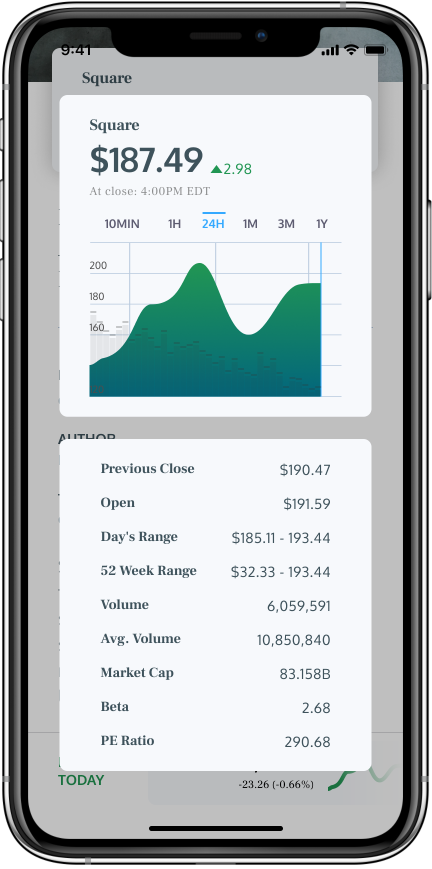 9:41
Square
Square
$187.49 ▲2.98
At close: 4:00PM EDT
10MIN 1H 24H 1M 3M 1Y
200
180
160
AUTHOR
Previous Close $190.47
Open $191.59
Day's Range $185.11 - 193.44
52 Week Range $32.33 - 193.44
Volume 6,059,591
Avg. Volume 10,850,840
Market Cap 83.158B
Beta 2.68
PE Ratio 290.68
TODAY
-23.26 (-0.66%)